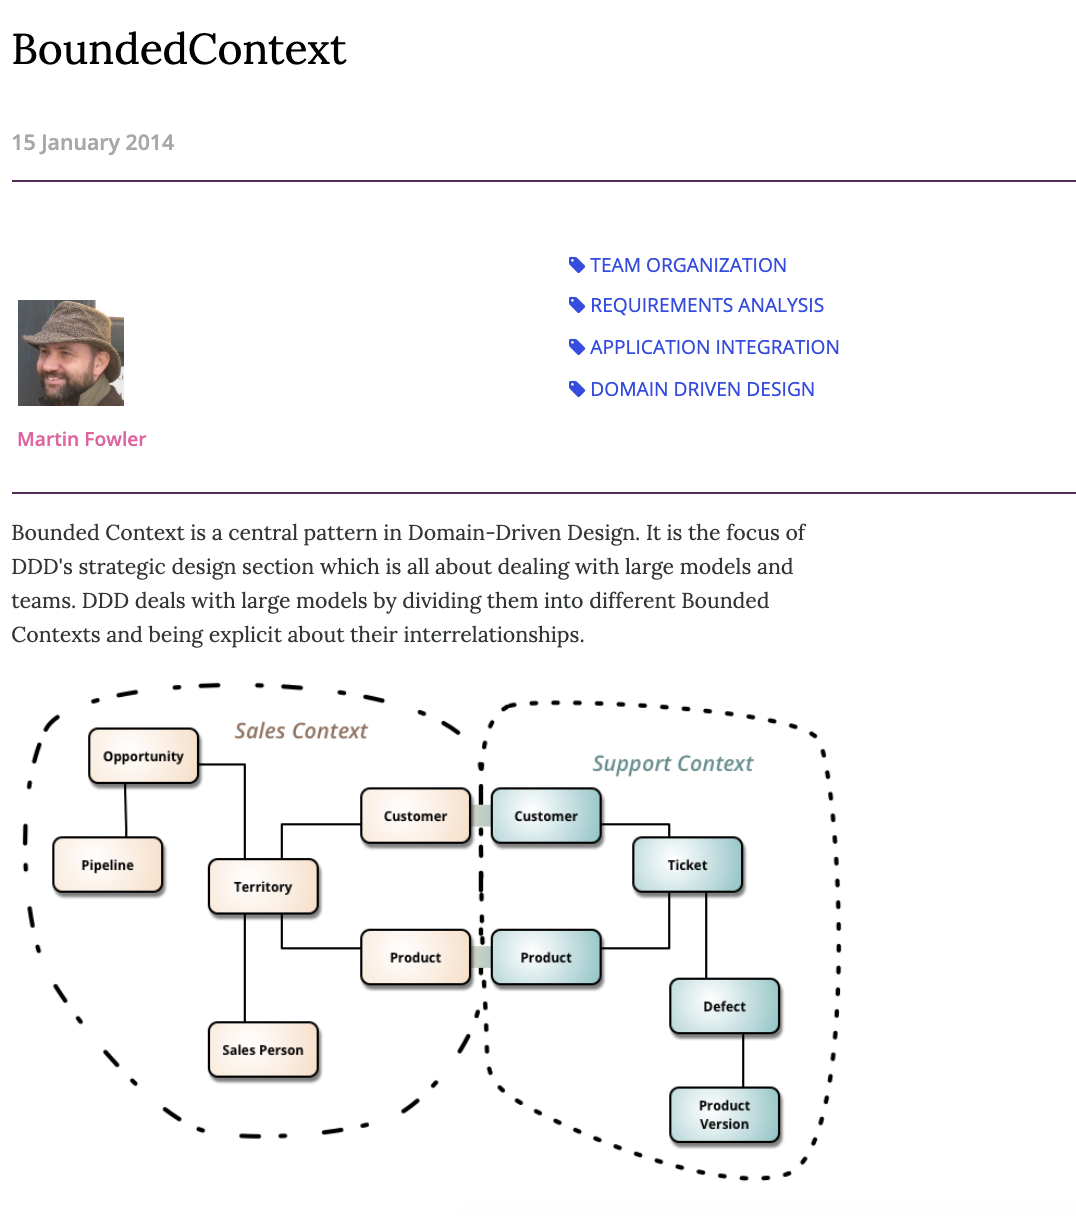 BoundedContext
15 January 2014
TEAM ORGANIZATION
REQUIREMENTS ANALYSIS
APPLICATION INTEGRATION
DOMAIN DRIVEN DESIGN
Martin Fowler
Bounded Context is a central pattern in Domain-Driven Design. It is the focus of
DDD's strategic design section which is all about dealing with large models and
teams. DDD deals with large models by dividing them into different Bounded
Contexts and being explicit about their interrelationships.
Sales Context
Opportunity
Pipeline
Territory
Customer
Product
Sales Person
Support Context
Customer
Ticket
Product
Defect
Product
Version